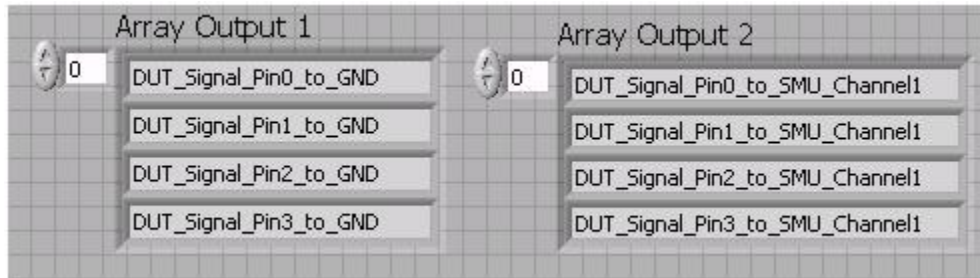 Array Output 1
0
DUT_Signal_Pin0_to_GND
DUT_Signal_Pin1_to_GND
DUT_Signal_Pin2_to_GND
DUT_Signal_Pin3_to_GND
Array Output 2
0
DUT_Signal_Pin0_to_SMU_Channel1
DUT_Signal_Pin1_to_SMU_Channel1
DUT_Signal_Pin2_to_SMU_Channel1
DUT_Signal_Pin3_to_SMU_Channel1